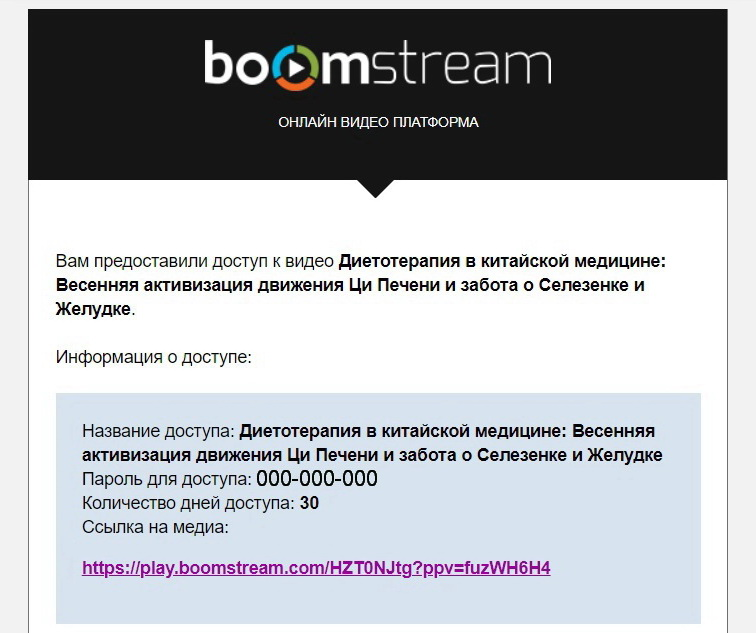 boomstream
ОНЛАЙН ВИДЕО ПЛАТФОРМА
Вам предоставили доступ к видео Диетотерапия в китайской медицине:
Весенняя активизация движения Ци Печени и забота о Селезенке и
Желудке.
Информация о доступе:
Название доступа: Диетотерапия в китайской медицине: Весенняя
активизация движения Ци Печени и забота о Селезенке и Желудке
Пароль для доступа: 000-000-000
Количество дней доступа: 30
Ссылка на медиа:
https://play.boomstream.com/HZT0NJtg?ppv=fuzWH6H4